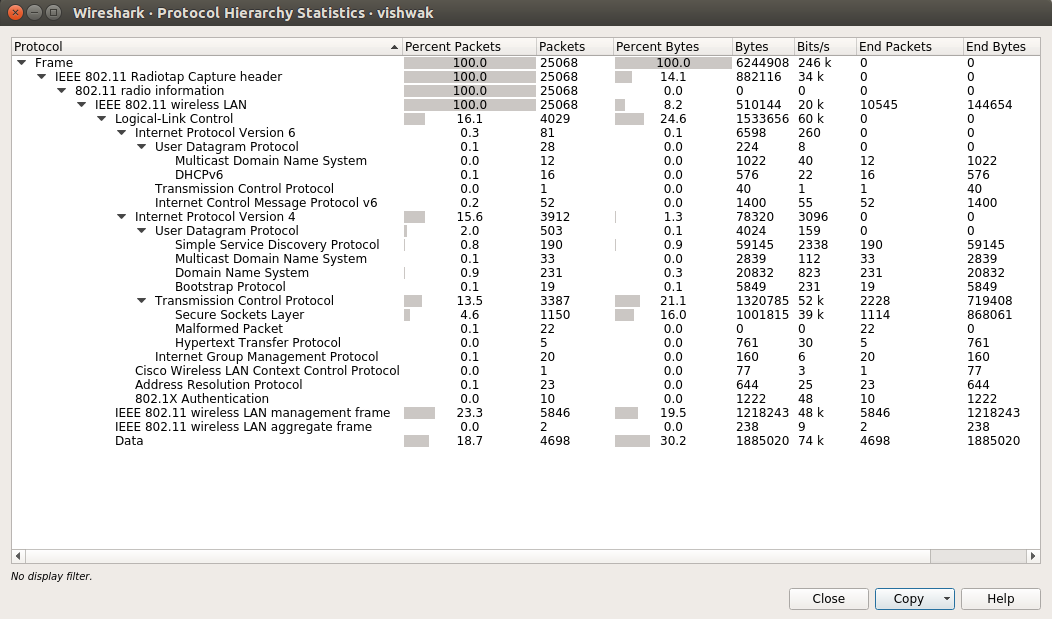 Wireshark · Protocol Hierarchy Statistics · vishwak
Protocol Percent Packets Packets Percent Bytes Bytes Bits/s End Packets End Bytes
Frame 100.0 25068 100.0 6244908 246 k 0 0
IEEE 802.11 Radiotap Capture header 100.0 25068 14.1 882116 34 k 0 0
802.11 radio information 100.0 25068 0.0 0 0 0 0
IEEE 802.11 wireless LAN 100.0 25068 8.2 510144 20 k 10545 144654
Logical-Link Control 16.1 4029 24.6 1533656 60 k 0 0
Internet Protocol Version 6 0.3 81 0.1 6598 260 0 0
User Datagram Protocol 0.1 28 0.0 224 8 0 0
Multicast Domain Name System 0.0 12 0.0 1022 40 12 1022
DHCPv6 0.1 16 0.0 576 22 16 576
Transmission Control Protocol 0.0 1 0.0 40 1 1 40
Internet Control Message Protocol v6 0.2 52 0.0 1400 55 52 1400
Internet Protocol Version 4 15.6 3912 1.3 78320 3096 0 0
User Datagram Protocol 2.0 503 0.1 4024 159 0 0
Simple Service Discovery Protocol 0.8 190 0.9 59145 2338 190 59145
Multicast Domain Name System 0.1 33 0.0 2839 112 33 2839
Domain Name System 0.9 231 0.3 20832 823 231 20832
Bootstrap Protocol 0.1 19 0.1 5849 231 19 5849
Transmission Control Protocol 13.5 3387 21.1 1320785 52 k 2228 719408
Secure Sockets Layer 4.6 1150 16.0 1001815 39 k 1114 868061
Malformed Packet 0.1 22 0.0 0 0 22 0
Hypertext Transfer Protocol 0.0 5 0.0 761 30 5 761
Internet Group Management Protocol 0.1 20 0.0 160 6 20 160
Cisco Wireless LAN Context Control Protocol 0.0 1 0.0 77 3 1 77
Address Resolution Protocol 0.1 23 0.0 644 25 23 644
802.1X Authentication 0.0 10 0.0 1222 48 10 1222
IEEE 802.11 wireless LAN management frame 23.3 5846 19.5 1218243 48 k 5846 1218243
IEEE 802.11 wireless LAN aggregate frame 0.0 2 0.0 238 9 2 238
Data 18.7 4698 30.2 1885020 74 k 4698 1885020
No display filter.
Close Copy Help